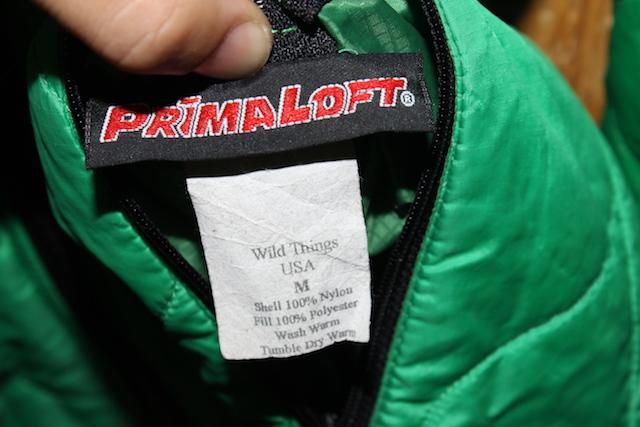 PRIMALOFT®
Wild Things
USA
M
Shell 100% Nylon
Fill 100% Polyester
Wash Warm
Tumble Dry Warm